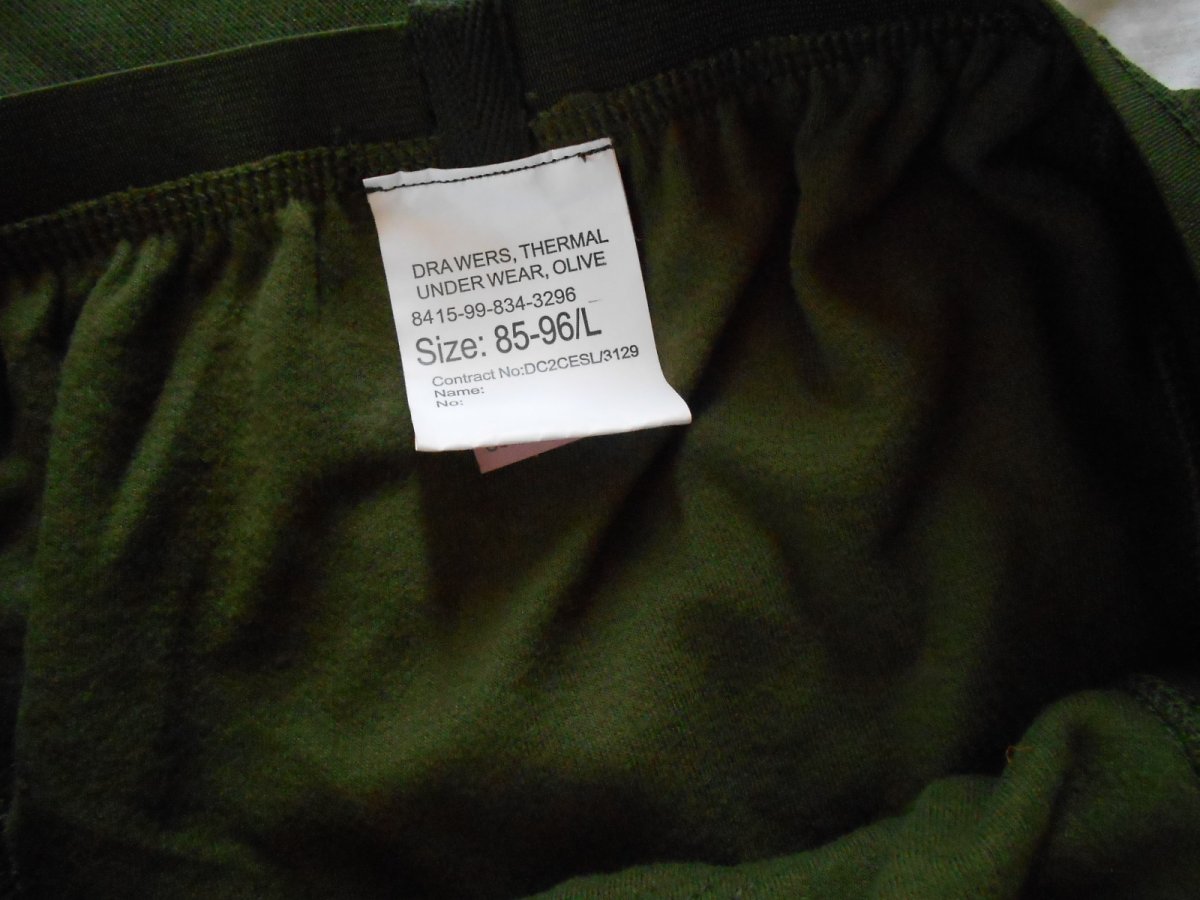 DRA WERS, THERMAL
UNDER WEAR, OLIVE
8415-99-834-3296
Size: 85-96/L
Contract No:DC2CESL/3129
Name:
No: